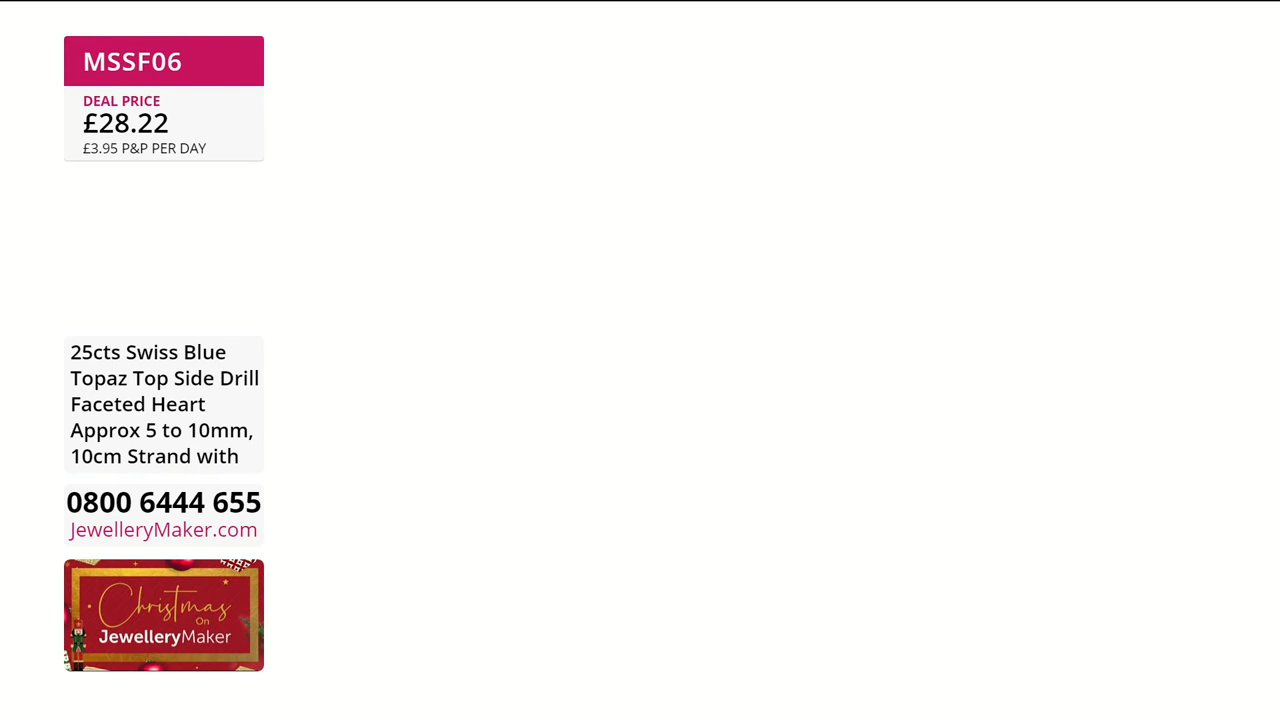 MSSF06
DEAL PRICE
£28.22
£3.95 P&P PER DAY
25cts Swiss Blue
Topaz Top Side Drill
Faceted Heart
Approx 5 to 10mm,
10cm Strand with
0800 6444 655
JewelleryMaker.com
Christmas
On
JewelleryMaker